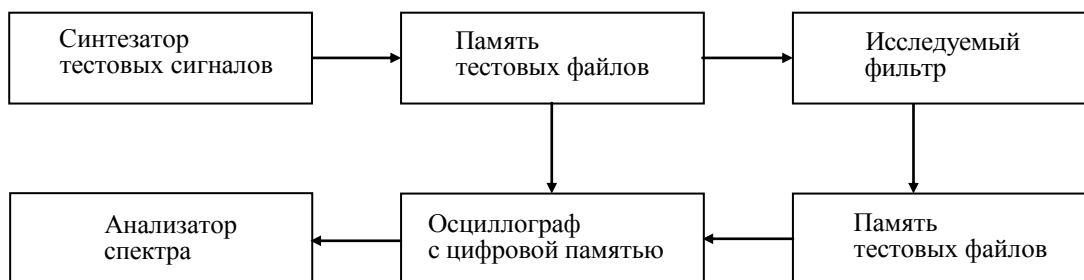 Синтезатор
тестовых сигналов
Память
тестовых файлов
Исследуемый
фильтр
Анализатор
спектра
Осциллограф
с цифровой памятью
Память
тестовых файлов